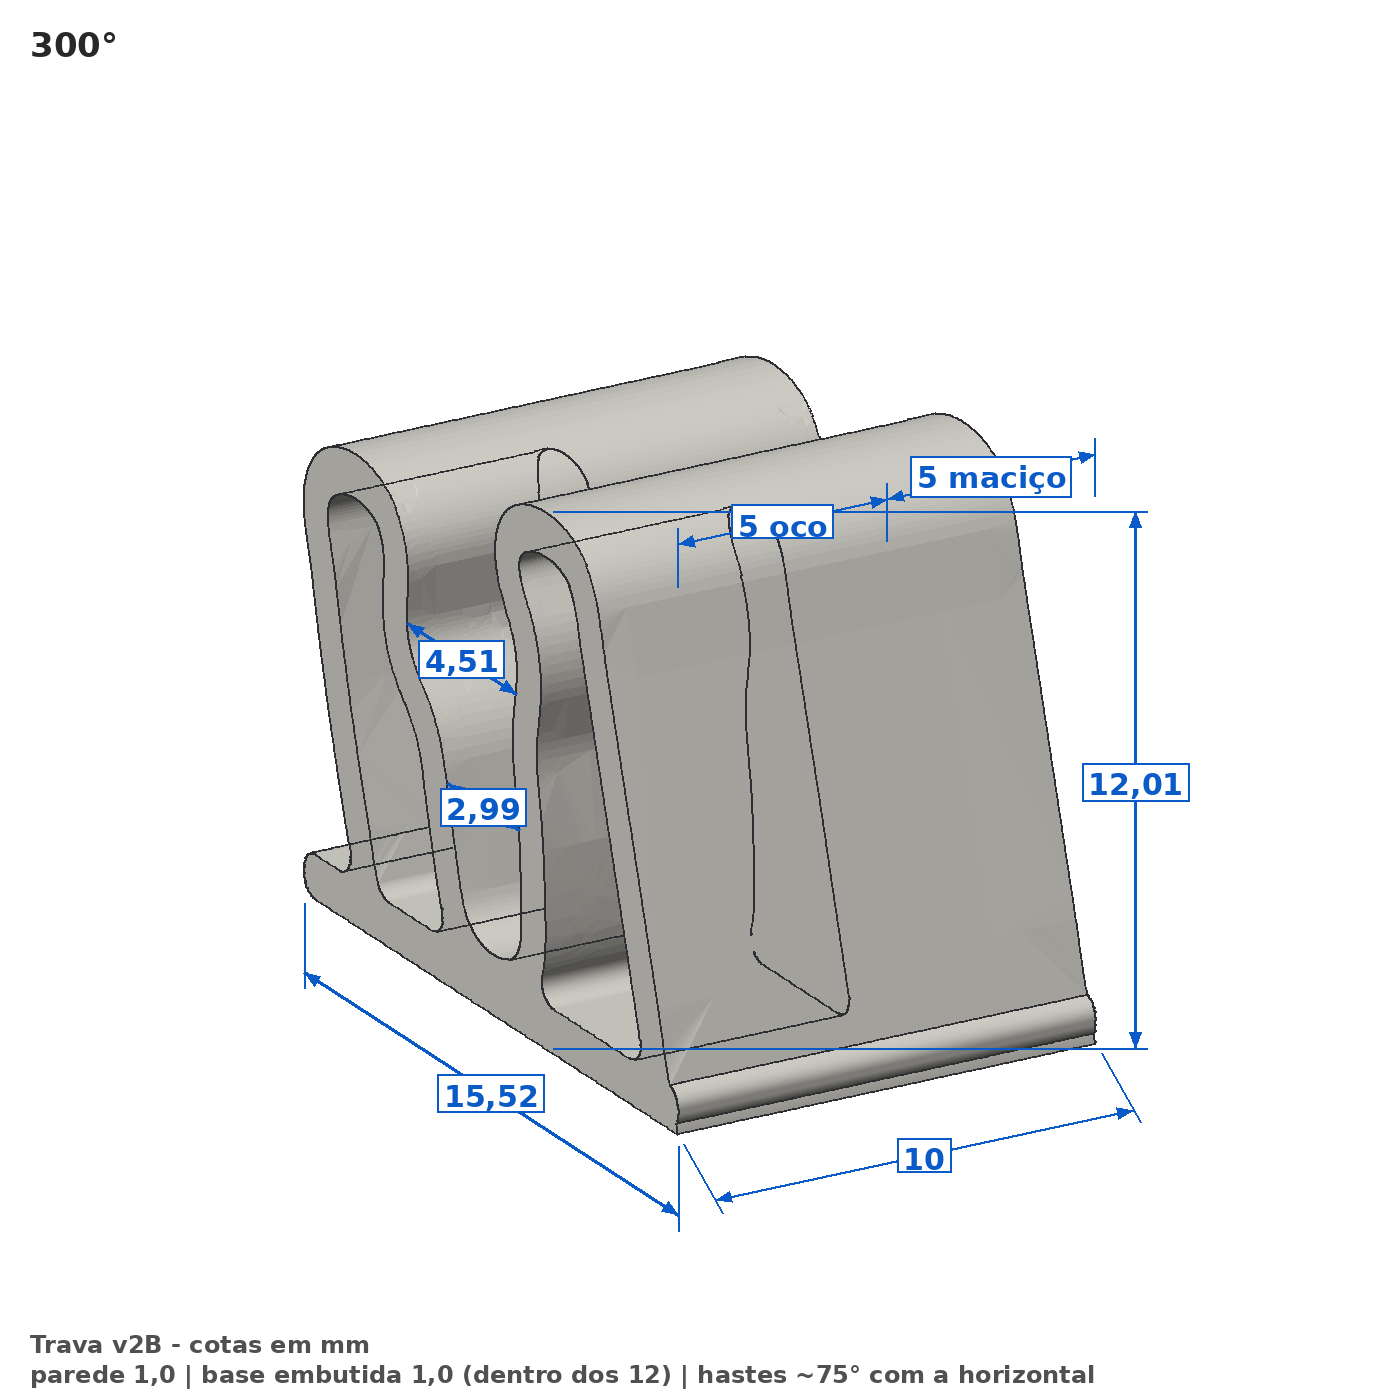 300°
5 maciço
5 oco
4,51
12,01
2,99
15,52
10
Trava v2B - cotas em mm
parede 1,0 | base embutida 1,0 (dentro dos 12) | hastes ~75° com a horizontal